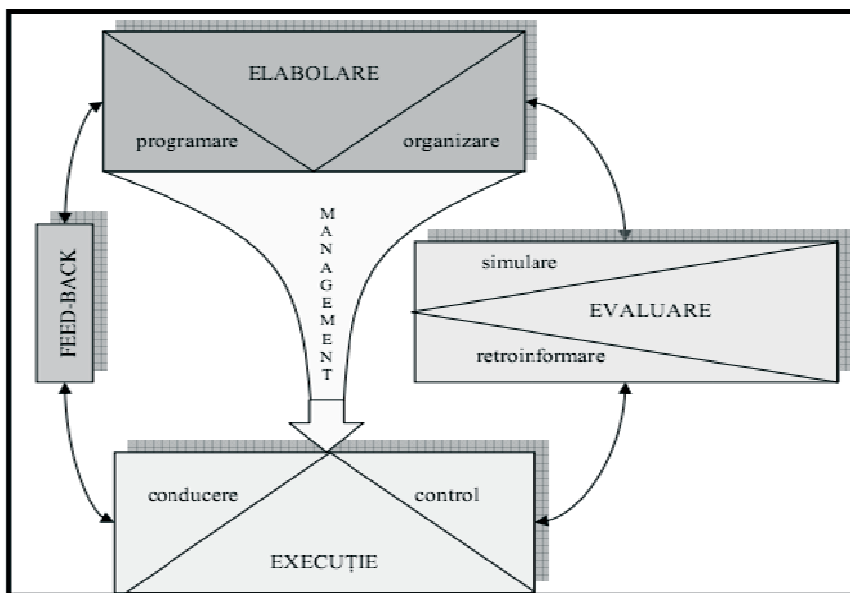 ELABOLARE
programare
organizare
MANAGEMENT
FEED-BACK
simulare
EVALUARE
retroinformare
conducere
control
EXECUȚIE